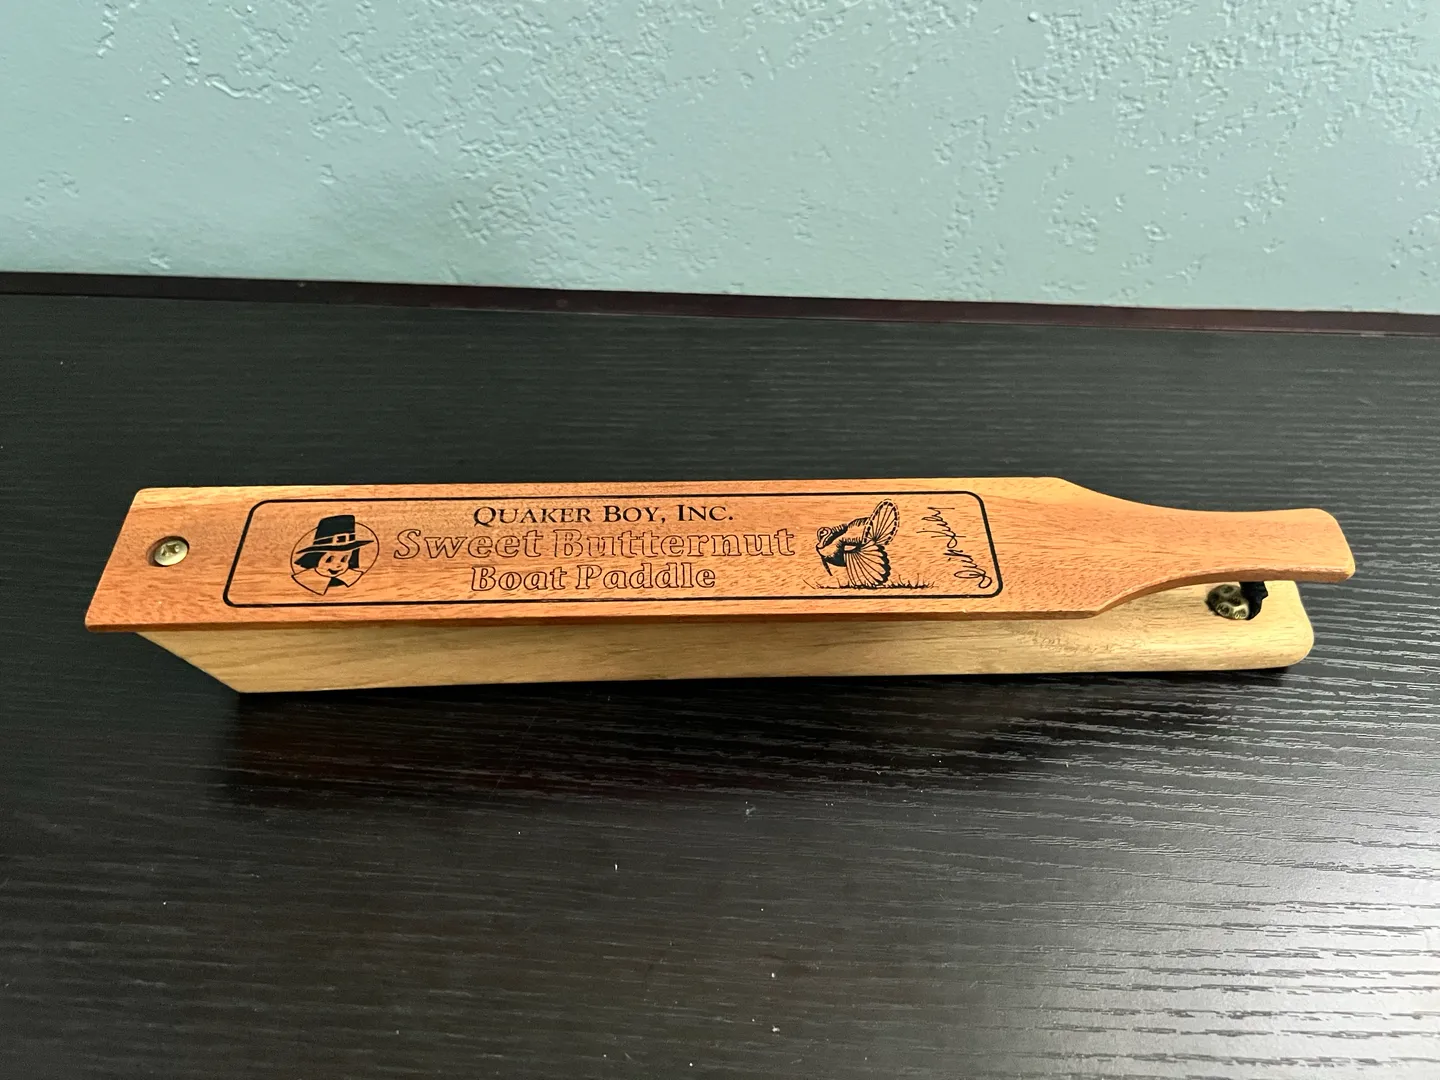 QUAKER BOY, INC.
Sweet Butternut
Boat Paddle